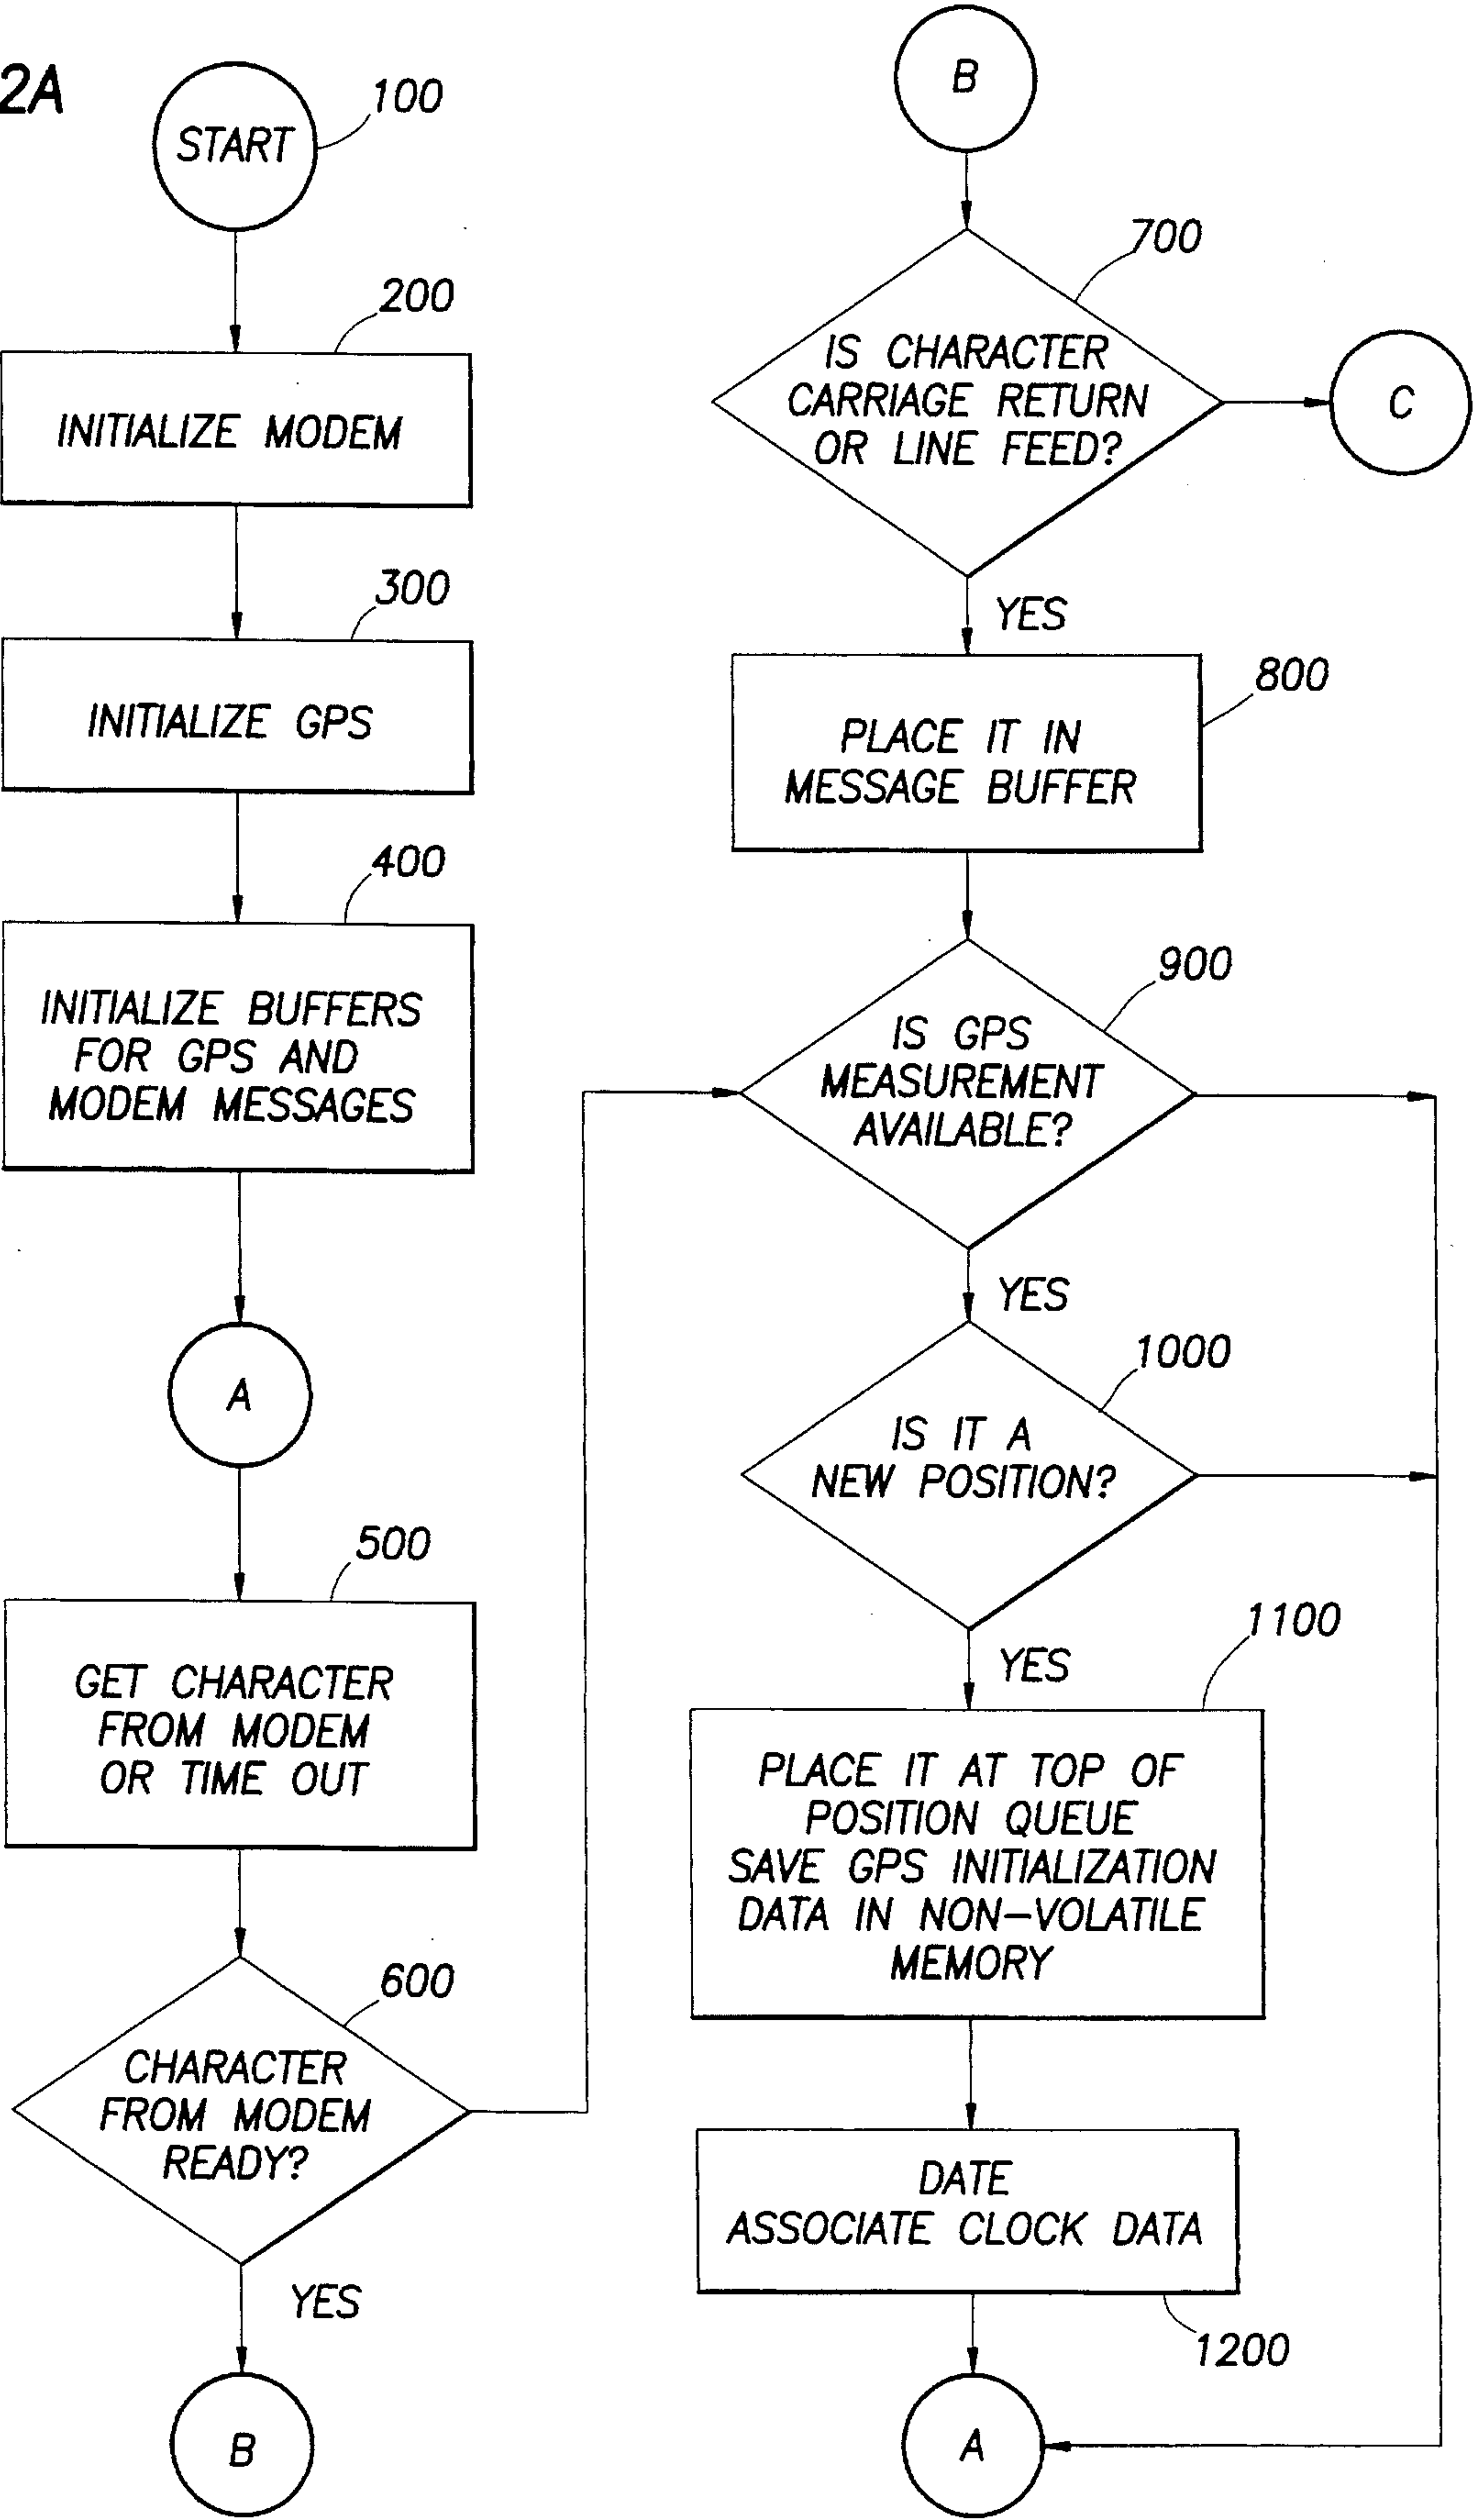 2A
START
100
200
INITIALIZE MODEM
300
INITIALIZE GPS
400
INITIALIZE BUFFERS
FOR GPS AND
MODEM MESSAGES
A
500
GET CHARACTER
FROM MODEM
OR TIME OUT
600
CHARACTER
FROM MODEM
READY?
YES
B
B
700
IS CHARACTER
CARRIAGE RETURN
OR LINE FEED?
C
YES
800
PLACE IT IN
MESSAGE BUFFER
900
IS GPS
MEASUREMENT
AVAILABLE?
YES
1000
IS IT A
NEW POSITION?
YES
1100
PLACE IT AT TOP OF
POSITION QUEUE
SAVE GPS INITIALIZATION
DATA IN NON-VOLATILE
MEMORY
DATE
ASSOCIATE CLOCK DATA
1200
A